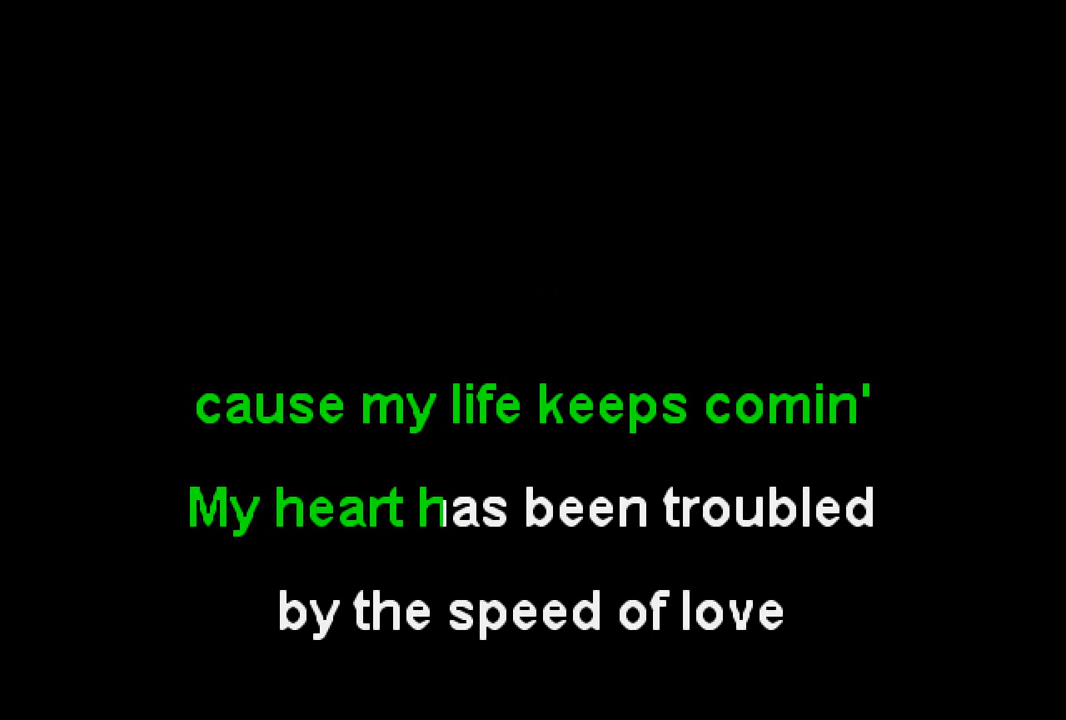 cause my life keeps comin'
My heart has been troubled
by the speed of love